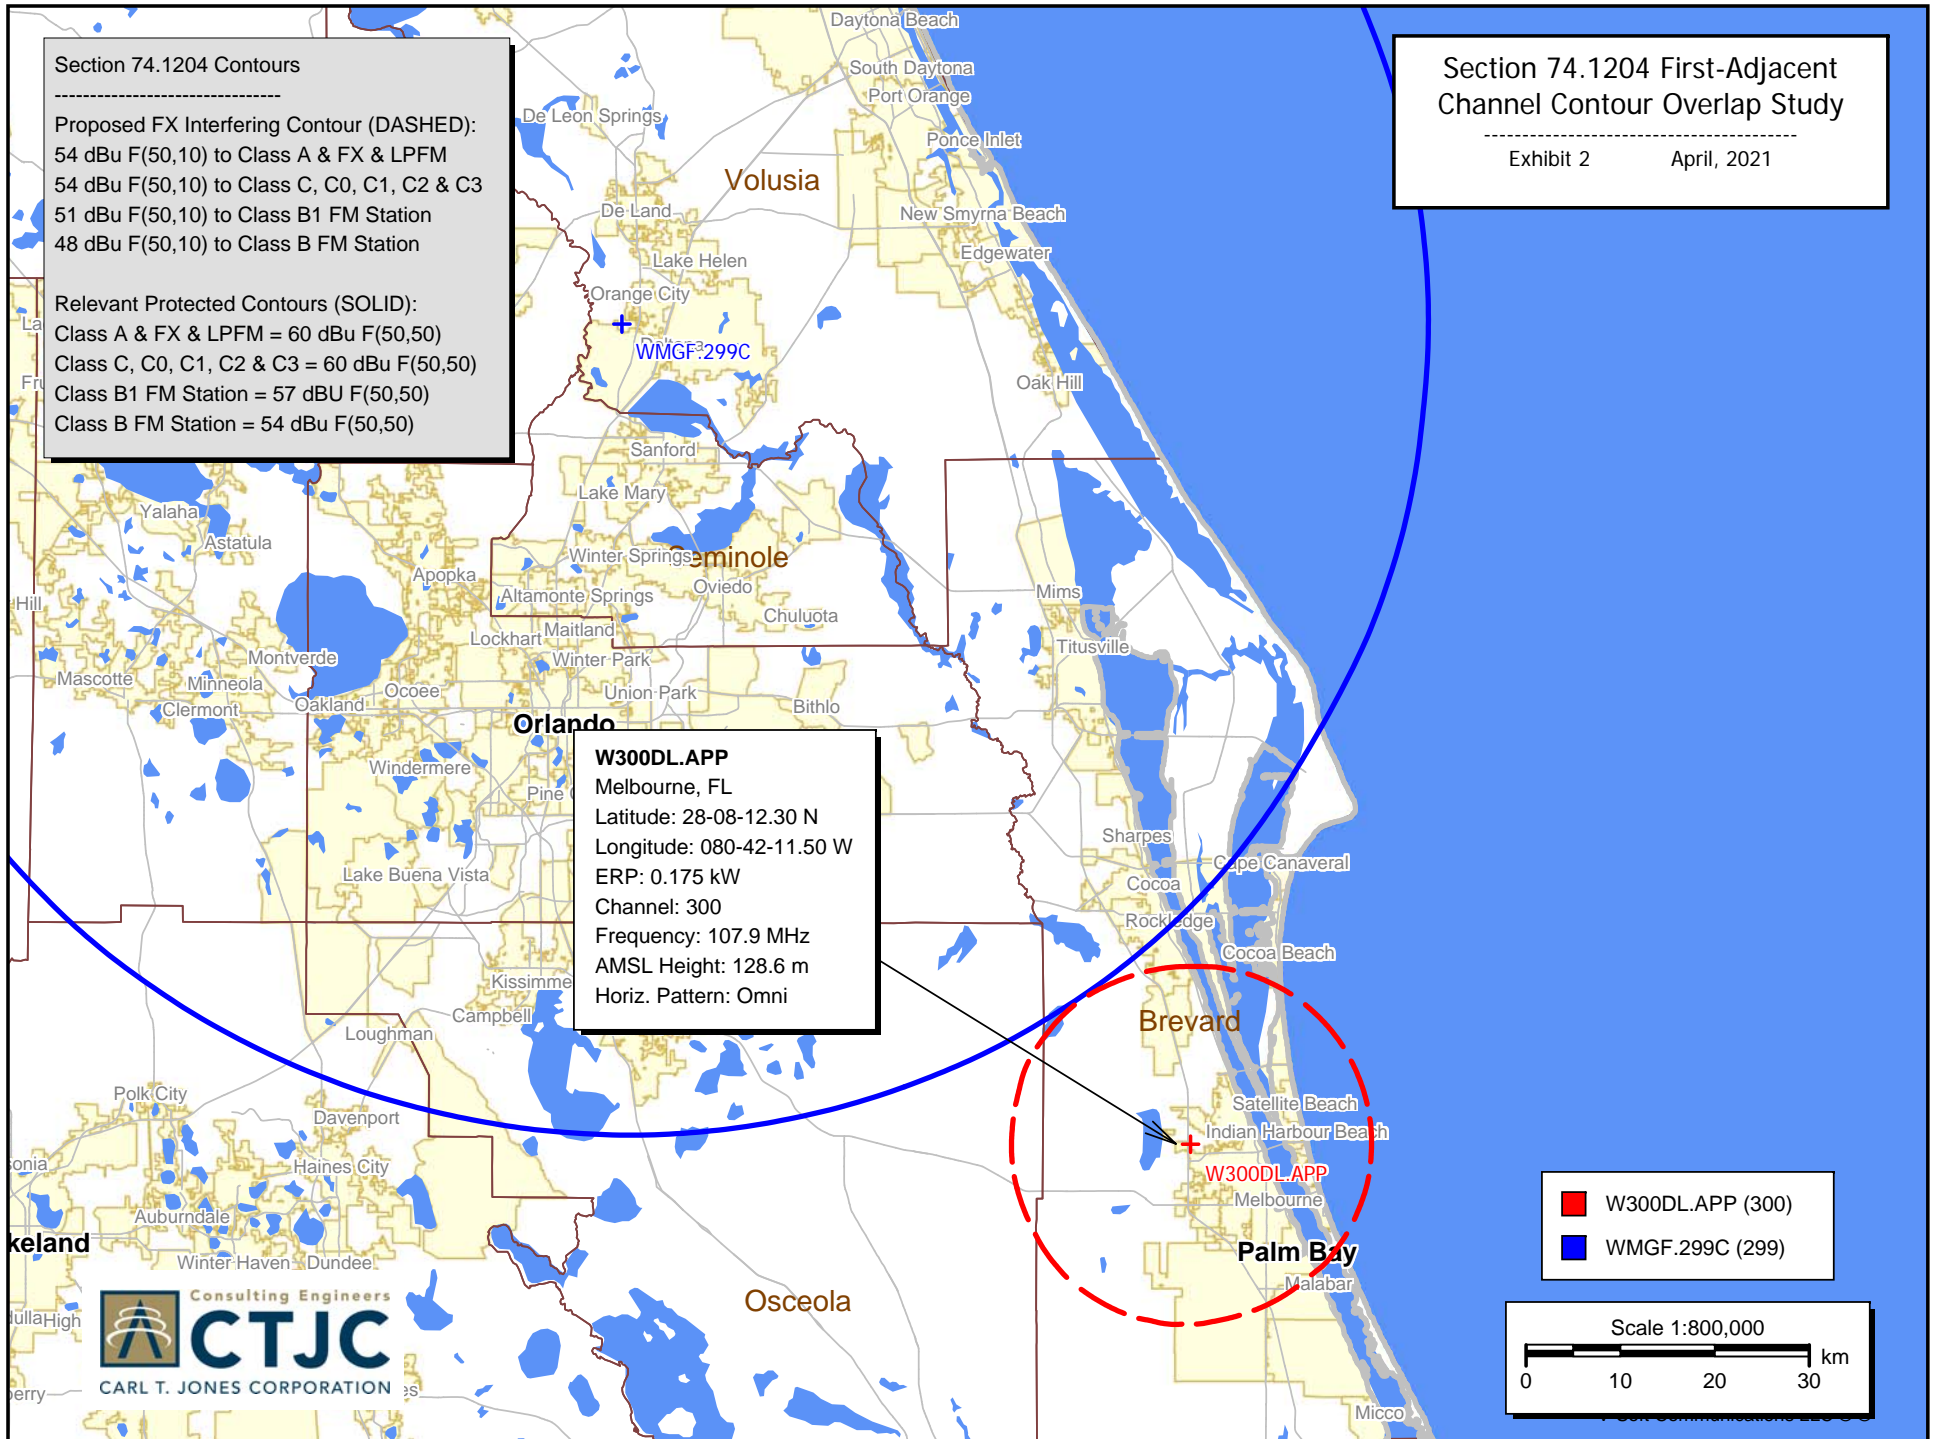 Section 74.1204 Contours
--------------------------------
Proposed FX Interfering Contour (DASHED):
54 dBu F(50,10) to Class A & FX & LPFM
54 dBu F(50,10) to Class C, C0, C1, C2 & C3
51 dBu F(50,10) to Class B1 FM Station
48 dBu F(50,10) to Class B FM Station
Relevant Protected Contours (SOLID):
Class A & FX & LPFM = 60 dBu F(50,50)
Class C, C0, C1, C2 & C3 = 60 dBu F(50,50)
Class B1 FM Station = 57 dBU F(50,50)
Class B FM Station = 54 dBu F(50,50)
Section 74.1204 First-Adjacent
Channel Contour Overlap Study
------------------------------------------
Exhibit 2 April, 2021
Daytona Beach
South Daytona
Port Orange
De Leon Springs
Ponce Inlet
Volusia
De Land
New Smyrna Beach
Edgewater
Lake Helen
Orange City
WMGF.299C
Oak Hill
Sanford
Lake Mary
Yalaha
Astatula
Winter Springs
Seminole
Apopka
Oviedo
Altamonte Springs
Mims
Hill
Chuluota
Lockhart
Maitland
Titusville
Montverde
Winter Park
Mascotte
Minneola
Ocoee
Union Park
Clermont
Oakland
Bithlo
Orlando
Windermere
Pine
W300DL.APP
Melbourne, FL
Latitude: 28-08-12.30 N
Longitude: 080-42-11.50 W
ERP: 0.175 kW
Channel: 300
Frequency: 107.9 MHz
AMSL Height: 128.6 m
Horiz. Pattern: Omni
Sharpes
Cape Canaveral
Lake Buena Vista
Cocoa
Rockledge
Cocoa Beach
Kissimme
Campbell
Brevard
Loughman
Polk City
Davenport
Satellite Beach
Indian Harbour Beach
W300DL.APP
Melbourne
sonia
Haines City
Auburndale
keland
Winter Haven
Dundee
Palm Bay
Malabar
Osceola
W300DL.APP (300)
WMGF.299C (299)
Consulting Engineers
CTJC
CARL T. JONES CORPORATION
lullaHigh
berry
es
Micco
Scale 1:800,000
km
0 10 20 30